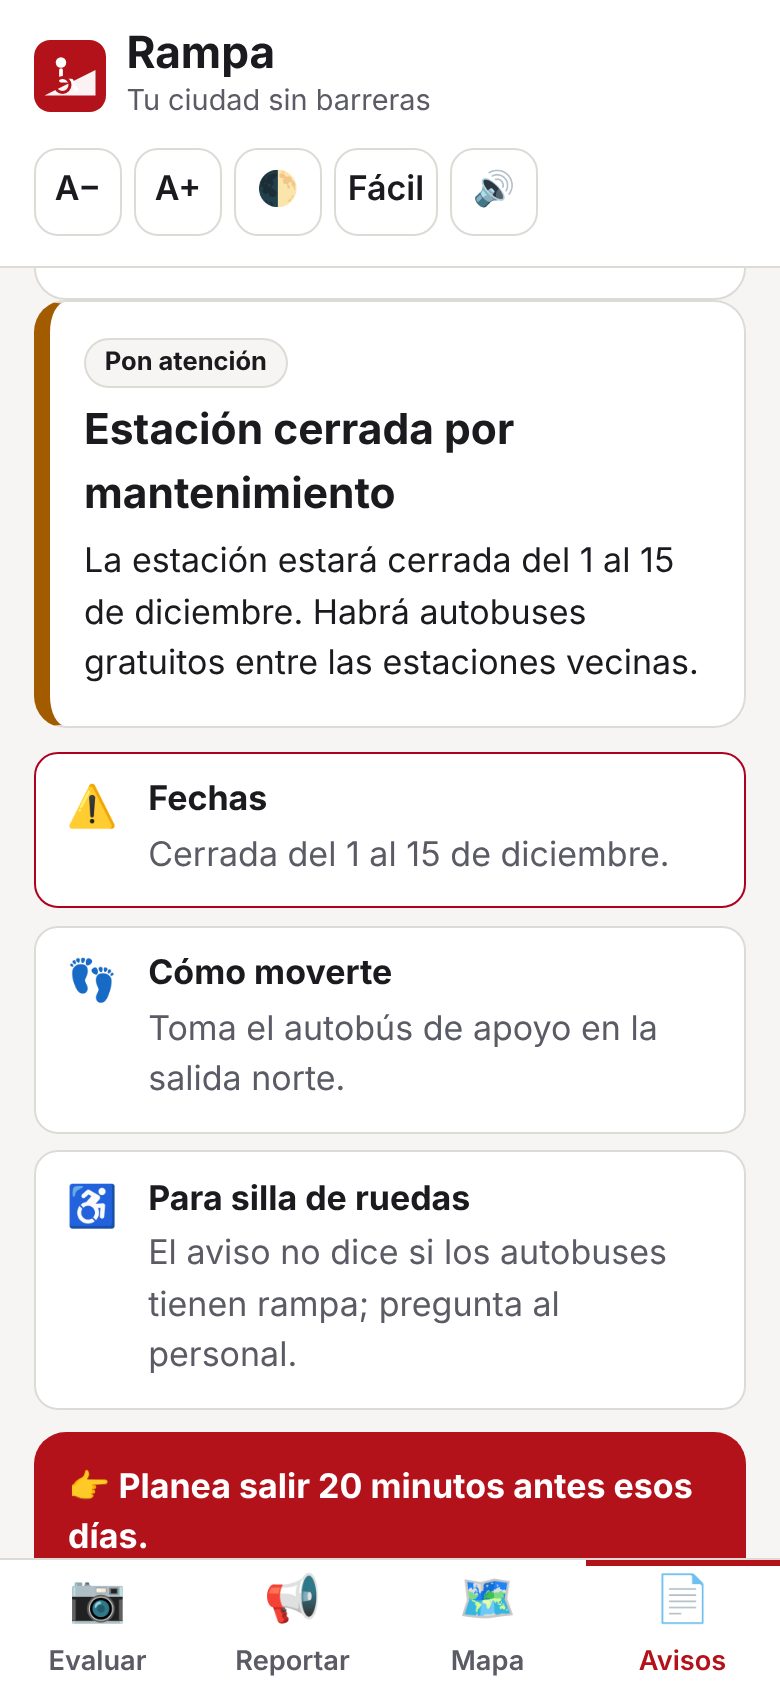 Rampa
Tu ciudad sin barreras
A−
A+
Fácil
Pon atención
Estación cerrada por
mantenimiento
La estación estará cerrada del 1 al 15
de diciembre. Habrá autobuses
gratuitos entre las estaciones vecinas.
Fechas
Cerrada del 1 al 15 de diciembre.
Cómo moverte
Toma el autobús de apoyo en la
salida norte.
Para silla de ruedas
El aviso no dice si los autobuses
tienen rampa; pregunta al
personal.
👉 Planea salir 20 minutos antes esos
días.
Evaluar
Reportar
Mapa
Avisos